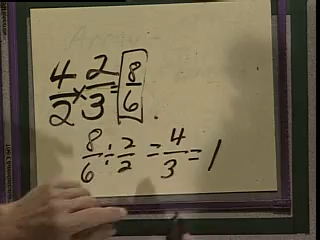 4/2 × 2/3 = 8/6
8/6 ÷ 2/2 = 4/3 = 1